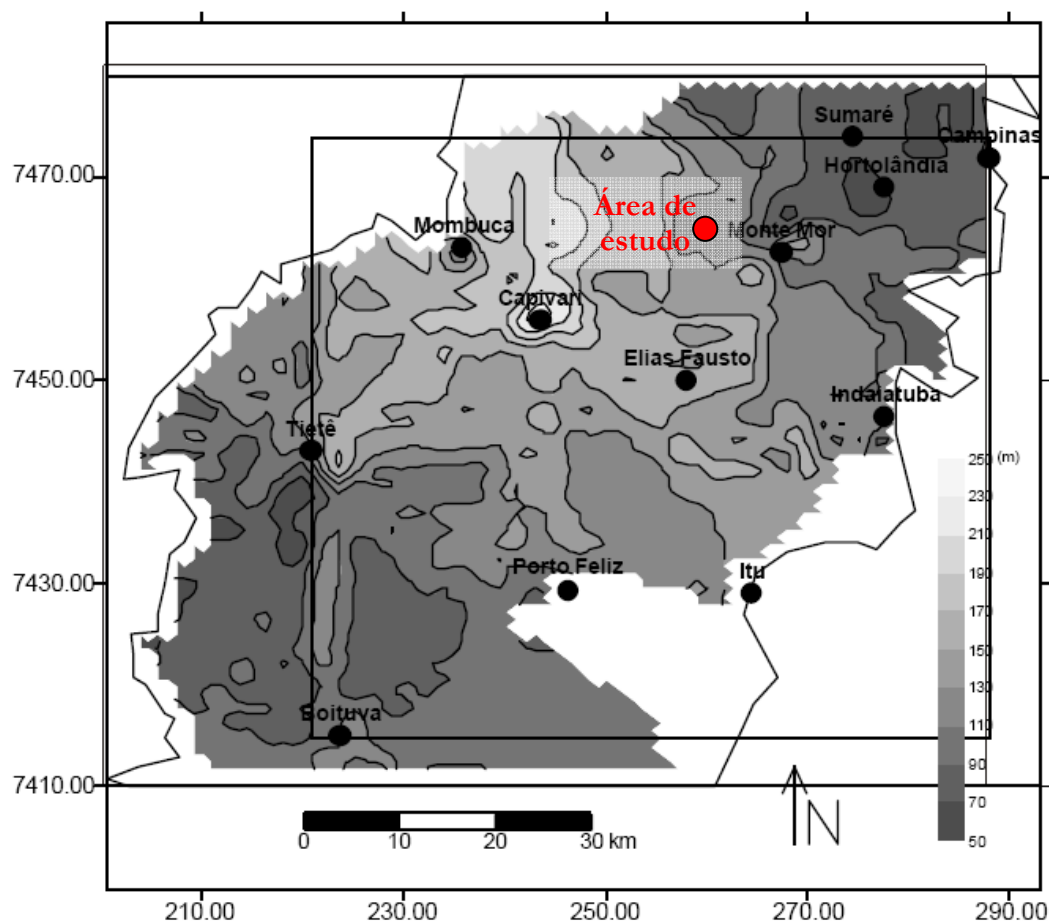 Sumaré
Campinas
7470.00
Hortolândia
Área de
estudo
Mombuca
Monte Mor
Capivari
Elias Fausto
7450.00
Indaiatuba
Tietê
250 (m)
230
210
190
170
150
130
110
90
70
50
7430.00
Porto Feliz
Itu
Boituva
7410.00
N
0 10 20 30 km
210.00 230.00 250.00 270.00 290.00